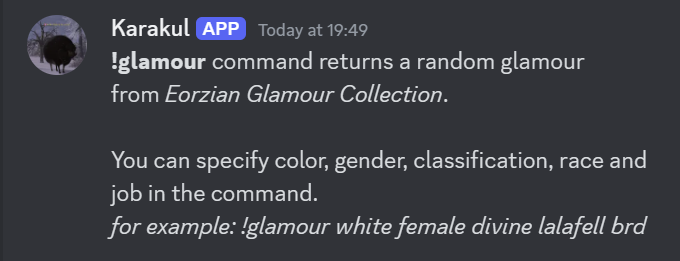 Karakul APP Today at 19:49
!glamour command returns a random glamour
from Eorzian Glamour Collection.
You can specify color, gender, classification, race and
job in the command.
for example: !glamour white female divine lalafell brd